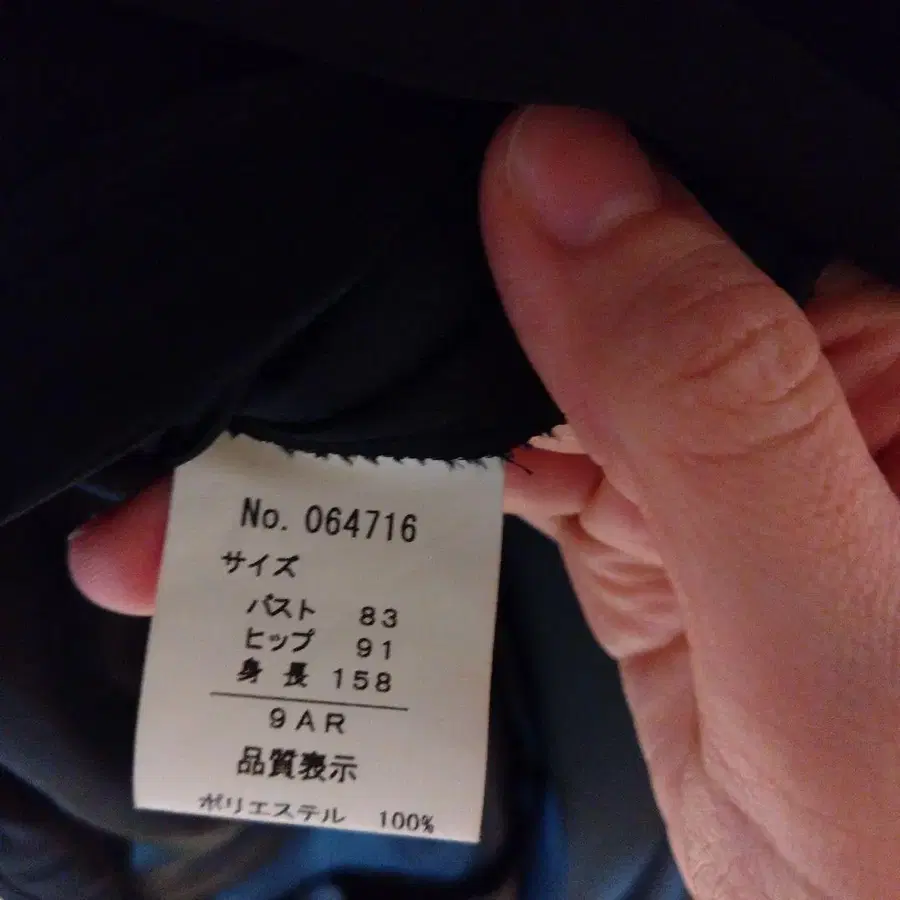 No. 064716
サイズ
バスト 83
ヒップ 91
身長 158
9AR
品質表示
ポリエステル 100%